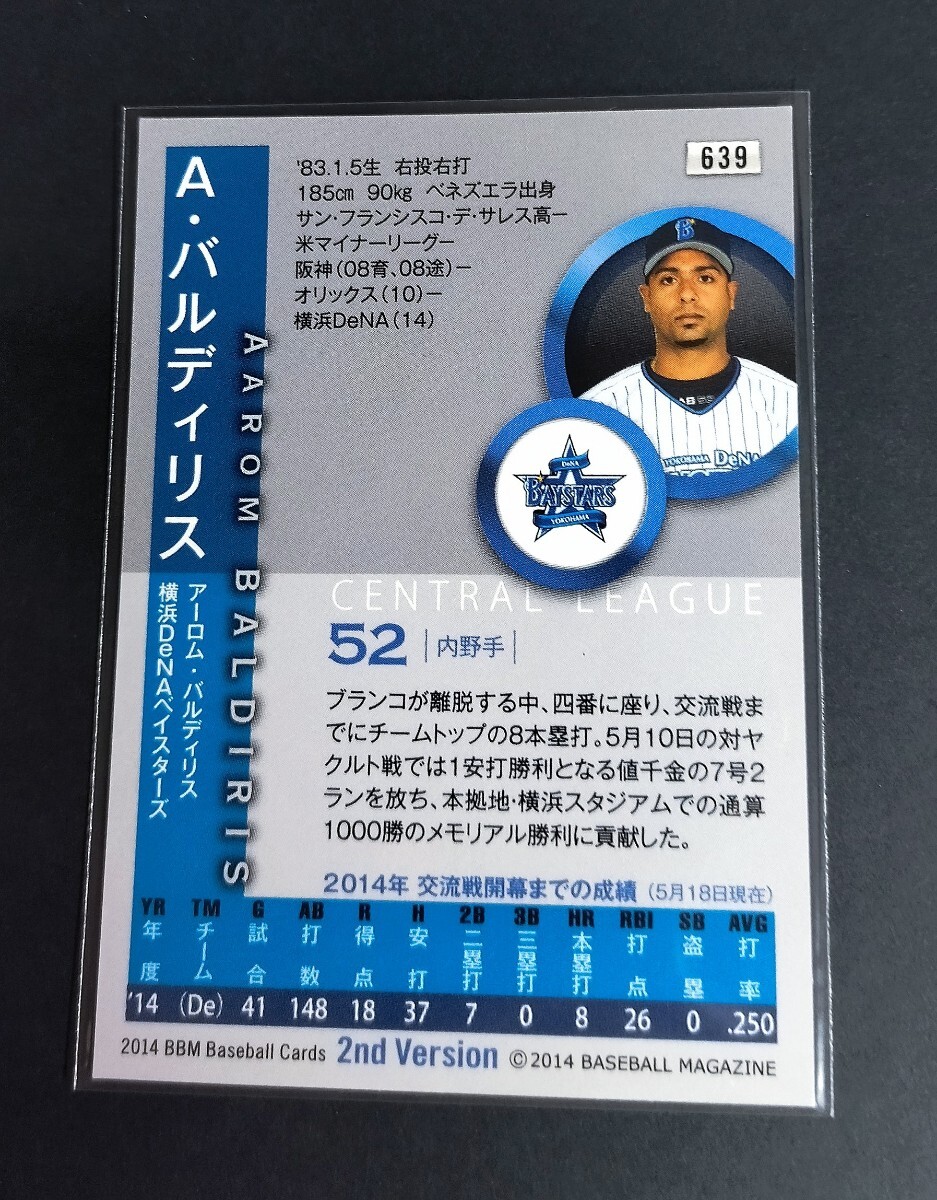 639
'83.1.5生 右投右打
185㎝ 90㎏ ベネズエラ出身
サン・フランシスコ・デ・サレス高ー
米マイナーリーグー
阪神(08育、08途)ー
オリックス(10)ー
横浜DeNA(14)
A・バルディリス
AAROM BALDIRIS
アーロム・バルディリス
横浜DeNAベイスターズ
YOKOHAMA DeNA
DeNA
BAYSTARS
YOKOHAMA
CENTRAL LEAGUE
52 |内野手|
ブランコが離脱する中、四番に座り、交流戦ま
でにチームトップの8本塁打。5月10日の対ヤ
クルト戦では1安打勝利となる値千金の7号2
ランを放ち、本拠地・横浜スタジアムでの通算
1000勝のメモリアル勝利に貢献した。
2014年 交流戦開幕までの成績 (5月18日現在)
YR TM G AB R H 2B 3B HR RBI SB AVG
年度 チーム 試合 打数 得点 安打 二塁打 三塁打 本塁打 打点 盗塁 打率
'14 (De) 41 148 18 37 7 0 8 26 0 .250
2014 BBM Baseball Cards 2nd Version ©2014 BASEBALL MAGAZINE